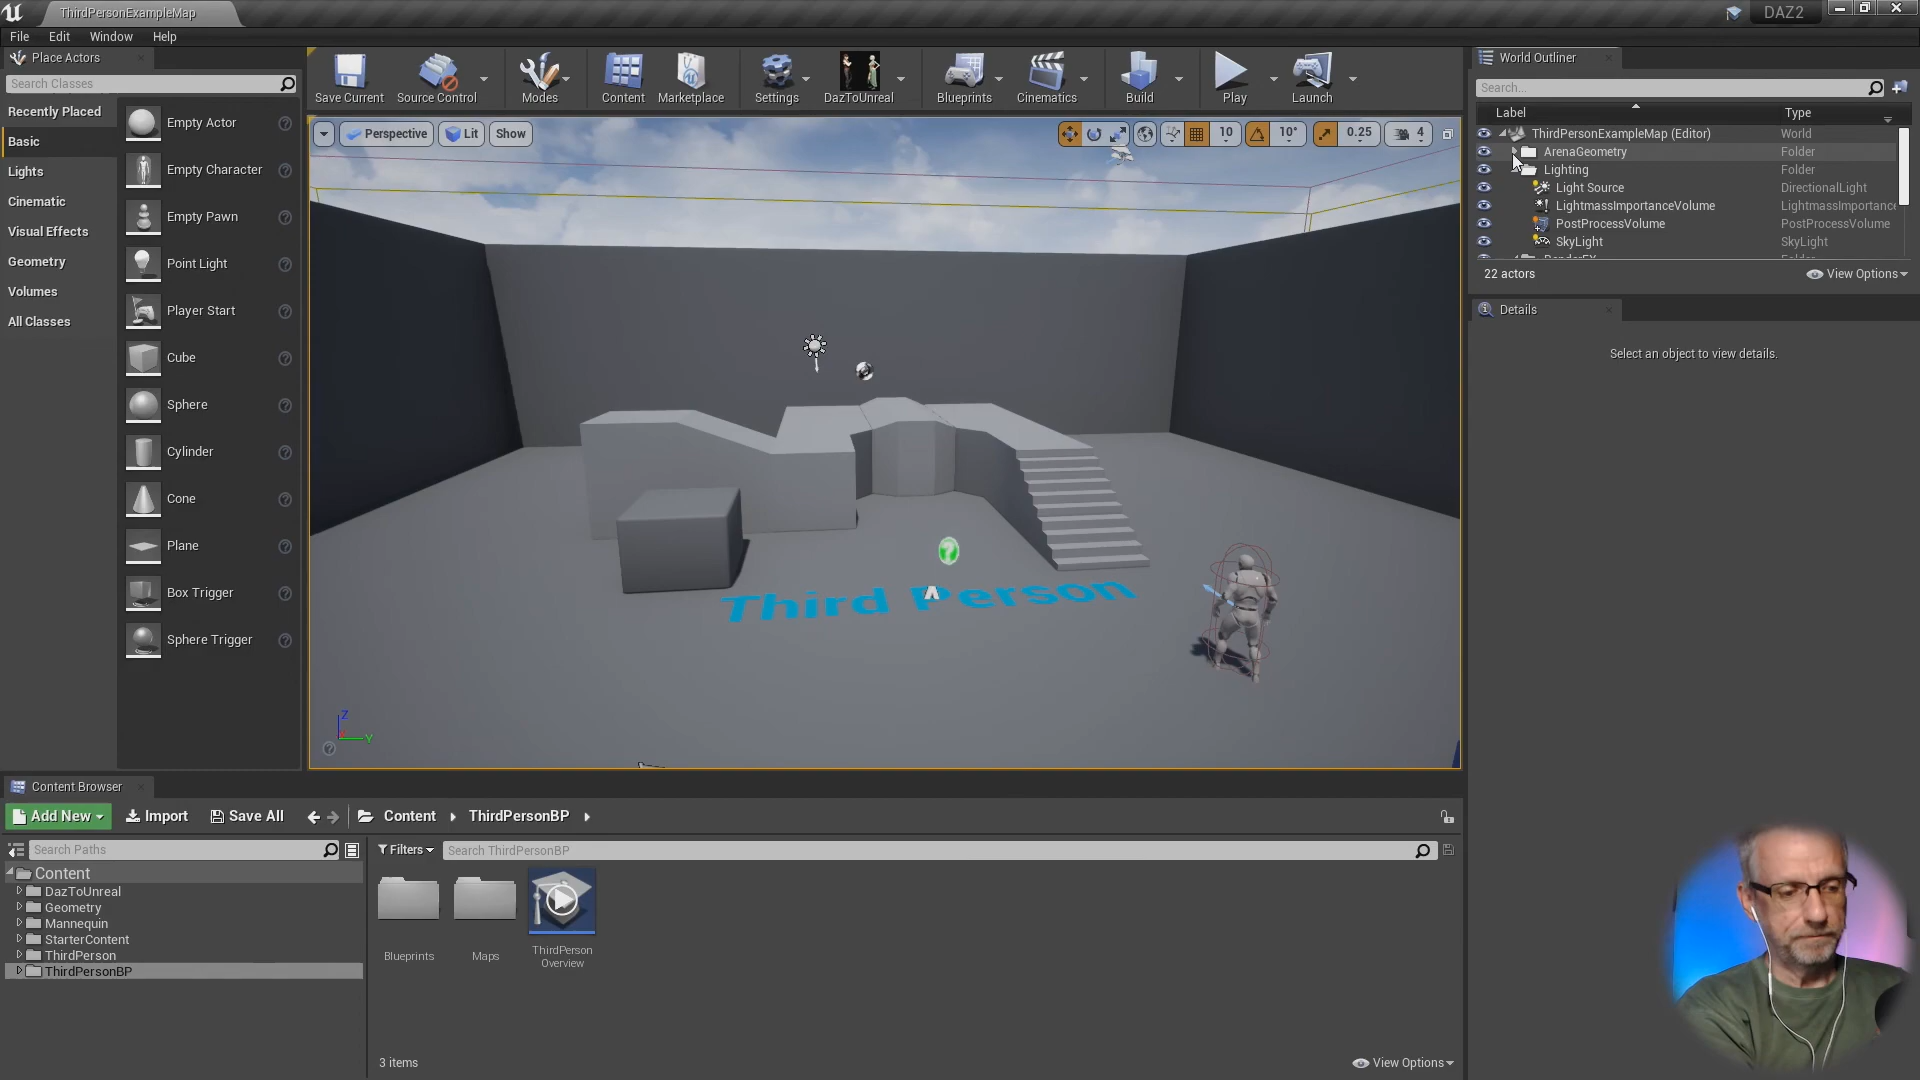 ThirdPersonExampleMap
DAZ2
File Edit Window Help
Place Actors
Search Classes
Recently Placed
Basic
Lights
Cinematic
Visual Effects
Geometry
Volumes
All Classes
Empty Actor
Empty Character
Empty Pawn
Point Light
Player Start
Cube
Sphere
Cylinder
Cone
Plane
Box Trigger
Sphere Trigger
Save Current
Source Control
Modes
Content
Marketplace
Settings
DazToUnreal
Blueprints
Cinematics
Build
Play
Launch
Perspective
Lit
Show
10
10°
0.25
4
Third Person
Z
Y
World Outliner
Search...
Label Type
ThirdPersonExampleMap (Editor) World
ArenaGeometry Folder
Lighting Folder
Light Source DirectionalLight
LightmassImportanceVolume LightmassImportance
PostProcessVolume PostProcessVolume
SkyLight SkyLight
22 actors
View Options
Details
Select an object to view details.
Content Browser
Add New
Import
Save All
Content
ThirdPersonBP
Search Paths
Filters
Search ThirdPersonBP
Content
DazToUnreal
Geometry
Mannequin
StarterContent
ThirdPerson
ThirdPersonBP
Blueprints
Maps
ThirdPerson
Overview
3 items
View Options